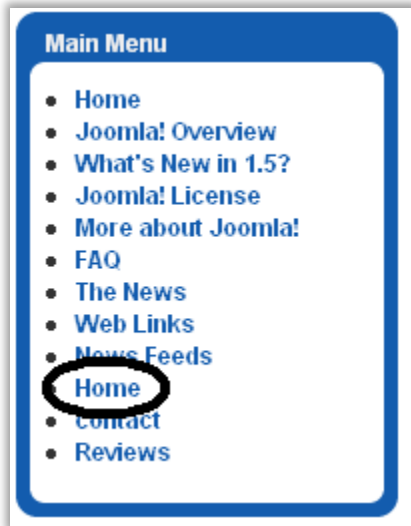 Main Menu
Home
Joomla! Overview
What's New in 1.5?
Joomla! License
More about Joomla!
FAQ
The News
Web Links
News Feeds
Home
Contact
Reviews